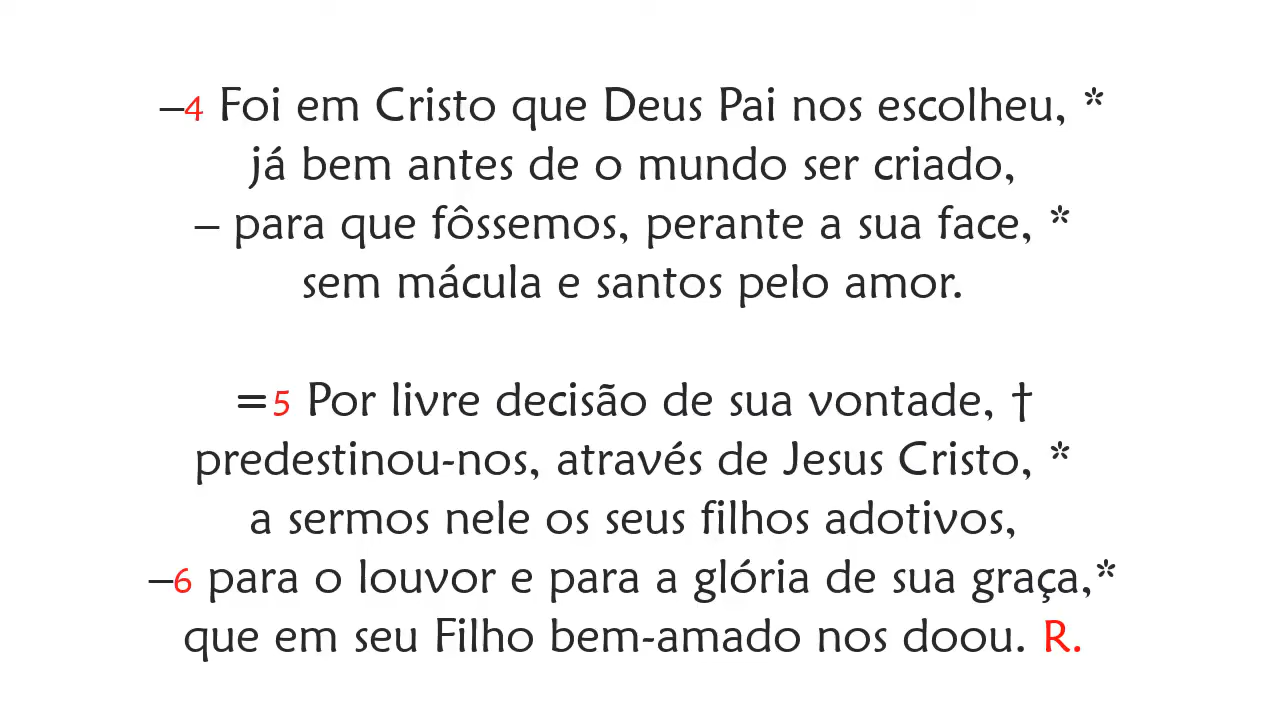 –4 Foi em Cristo que Deus Pai nos escolheu, *
já bem antes de o mundo ser criado,
– para que fôssemos, perante a sua face, *
sem mácula e santos pelo amor.
=5 Por livre decisão de sua vontade, †
predestinou-nos, através de Jesus Cristo, *
a sermos nele os seus filhos adotivos,
–6 para o louvor e para a glória de sua graça,*
que em seu Filho bem-amado nos doou. R.